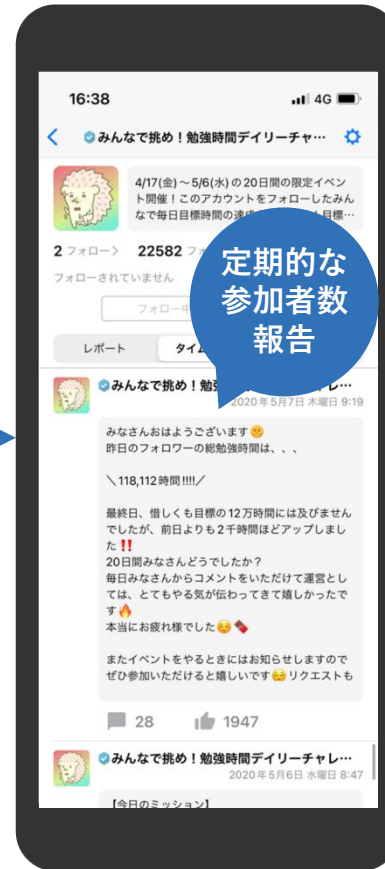 16:38
4G
みんなで挑め！勉強時間デイリーチャ…
4/17(金)～5/6(水)の20日間の限定イベン
ト開催！このアカウントをフォローしたみん
なで毎日目標時間の達成
目標…
2 フォロー〉 22582
フォローされていません
フォロー中
定期的な
参加者数
報告
レポート
みんなで挑め！勉
レ…
2020年5月7日 木曜日 9:19
みなさんおはようございます
昨日のフォロワーの総勉強時間は、、、
＼118,112時間!!!!／
最終日、惜しくも目標の12万時間には及びません
でしたが、前日よりも2千時間ほどアップしまし
た‼️
20日間みなさんどうでしたか？
毎日みなさんからコメントをいただけて運営とし
ては、とてもやる気が伝わってきて嬉しかったで
す🔥
本当にお疲れ様でした😌🍫
またイベントをやるときにはお知らせしますので
ぜひ参加いただけると嬉しいです😊リクエストも
28 1947
みんなで挑め！勉強時間デイリーチャレ…
2020年5月6日 水曜日 8:47
【今日のミッション】